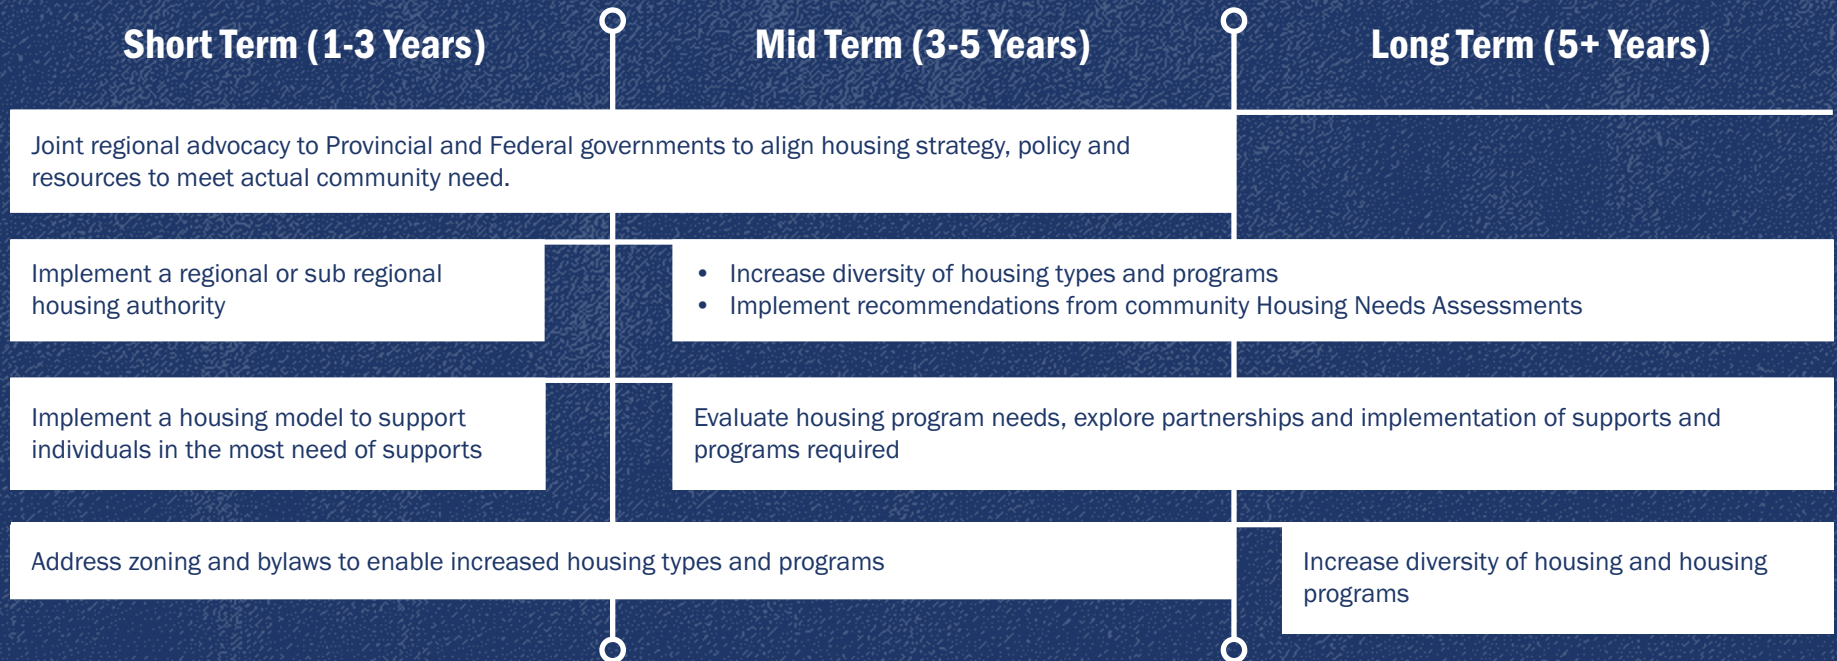 Short Term (1-3 Years)
Mid Term (3-5 Years)
Long Term (5+ Years)
Joint regional advocacy to Provincial and Federal governments to align housing strategy, policy and
resources to meet actual community need.
Implement a regional or sub regional
housing authority
• Increase diversity of housing types and programs
• Implement recommendations from community Housing Needs Assessments
Implement a housing model to support
individuals in the most need of supports
Evaluate housing program needs, explore partnerships and implementation of supports and
programs required
Address zoning and bylaws to enable increased housing types and programs
Increase diversity of housing and housing
programs